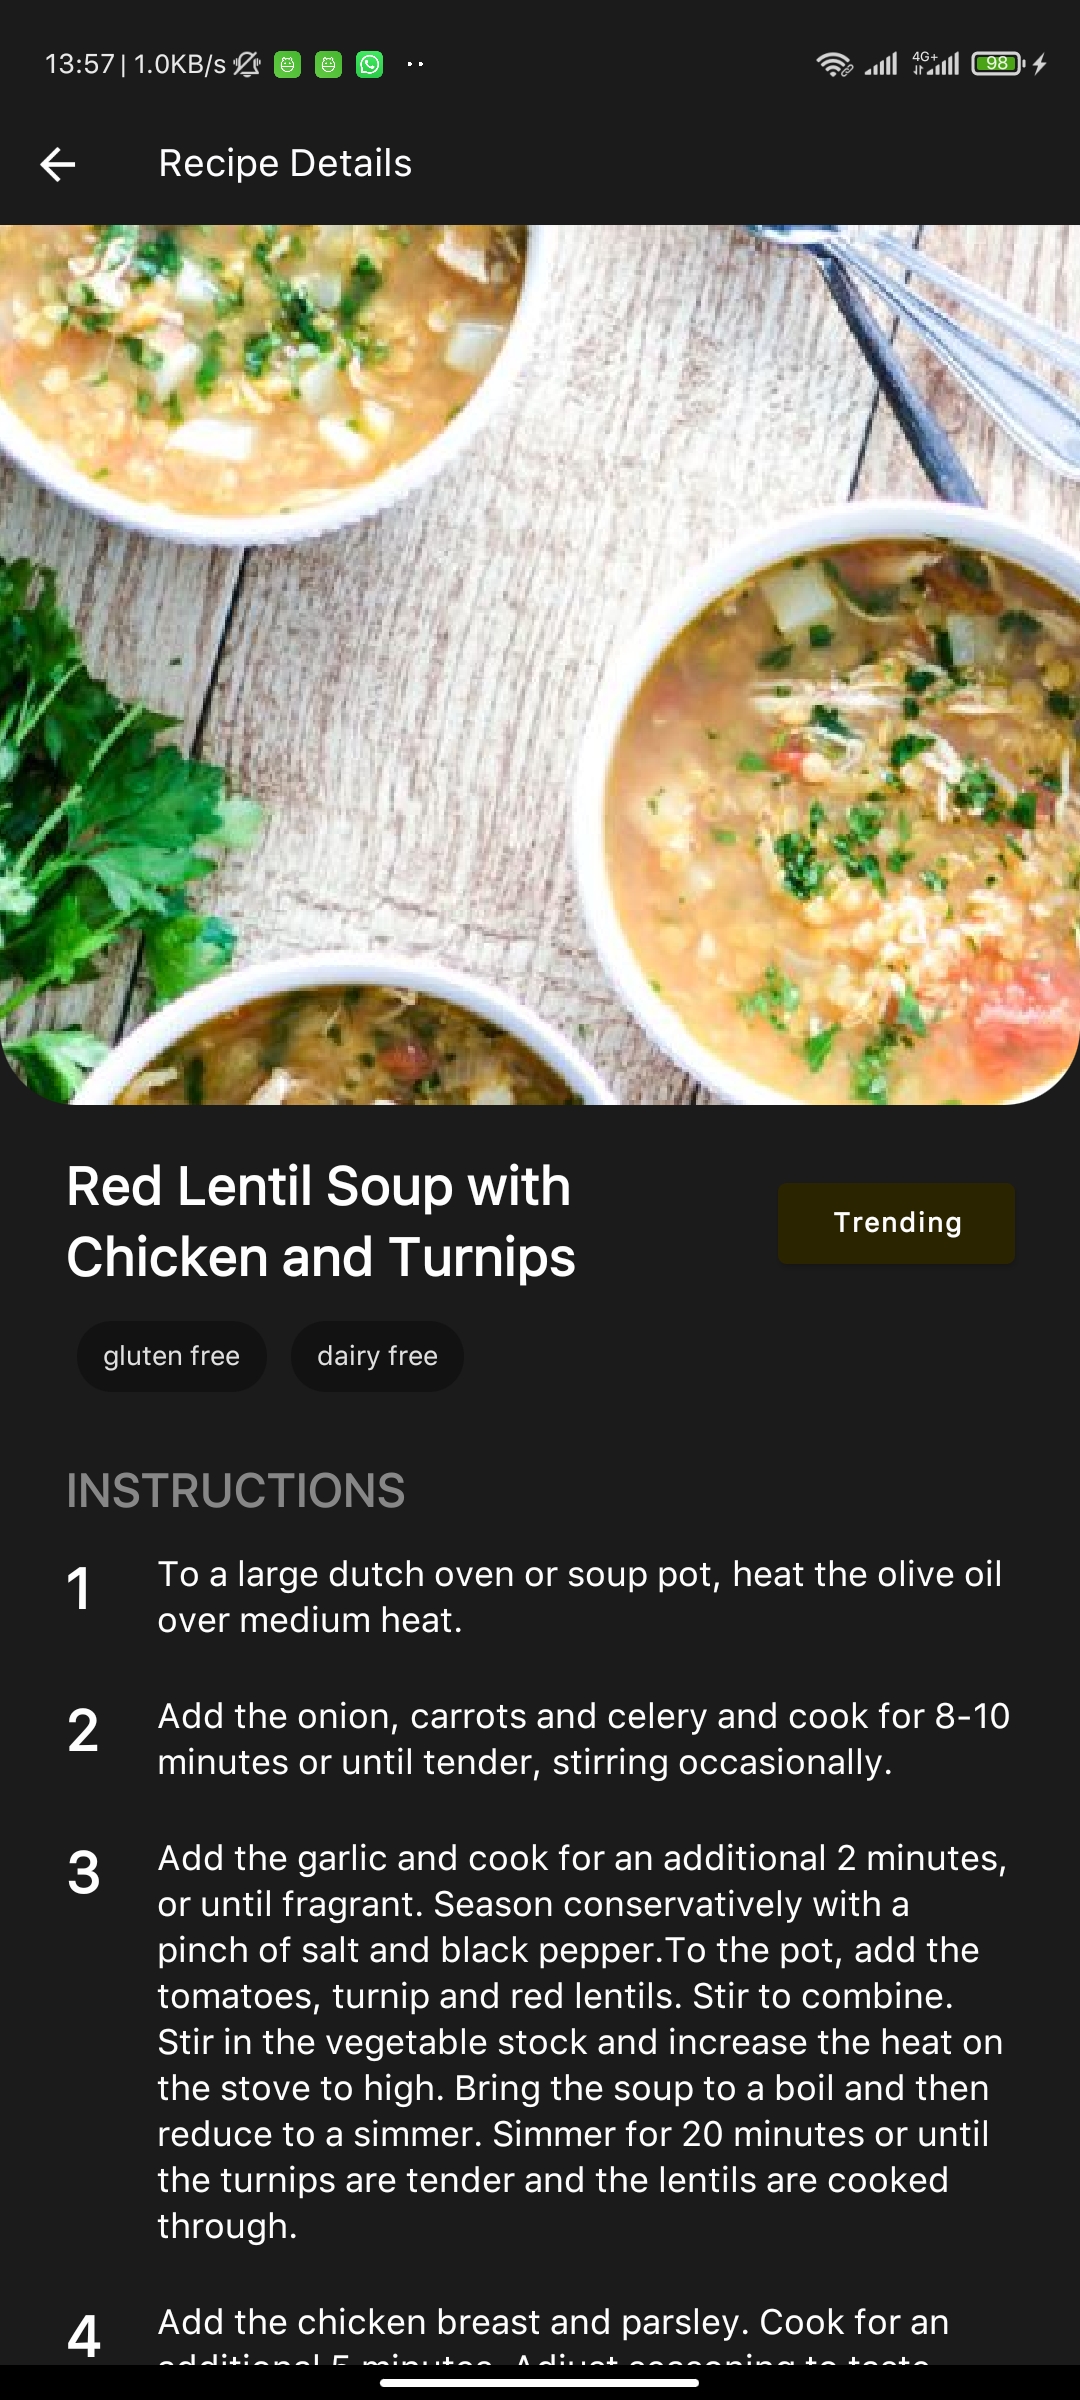 13:57 | 1.0KB/s
4G+
98
Recipe Details
Red Lentil Soup with
Chicken and Turnips
Trending
gluten free
dairy free
INSTRUCTIONS
1
To a large dutch oven or soup pot, heat the olive oil
over medium heat.
2
Add the onion, carrots and celery and cook for 8-10
minutes or until tender, stirring occasionally.
3
Add the garlic and cook for an additional 2 minutes,
or until fragrant. Season conservatively with a
pinch of salt and black pepper.To the pot, add the
tomatoes, turnip and red lentils. Stir to combine.
Stir in the vegetable stock and increase the heat on
the stove to high. Bring the soup to a boil and then
reduce to a simmer. Simmer for 20 minutes or until
the turnips are tender and the lentils are cooked
through.
4
Add the chicken breast and parsley. Cook for an
additional 5 minutes. Adjust seasoning to taste.